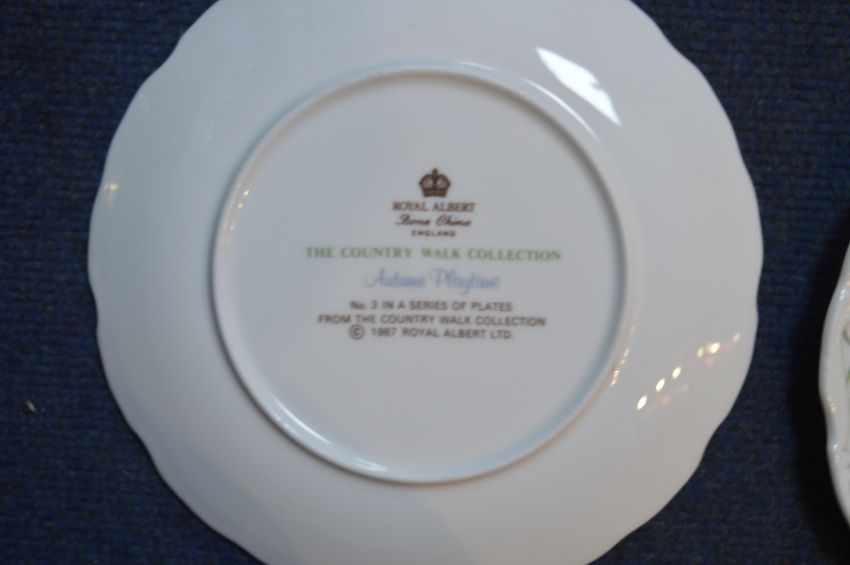 ROYAL ALBERT
Bone China
ENGLAND
THE COUNTRY WALK COLLECTION
Autumn Playtime
No. 3 IN A SERIES OF PLATES
FROM THE COUNTRY WALK COLLECTION
© 1987 ROYAL ALBERT LTD.